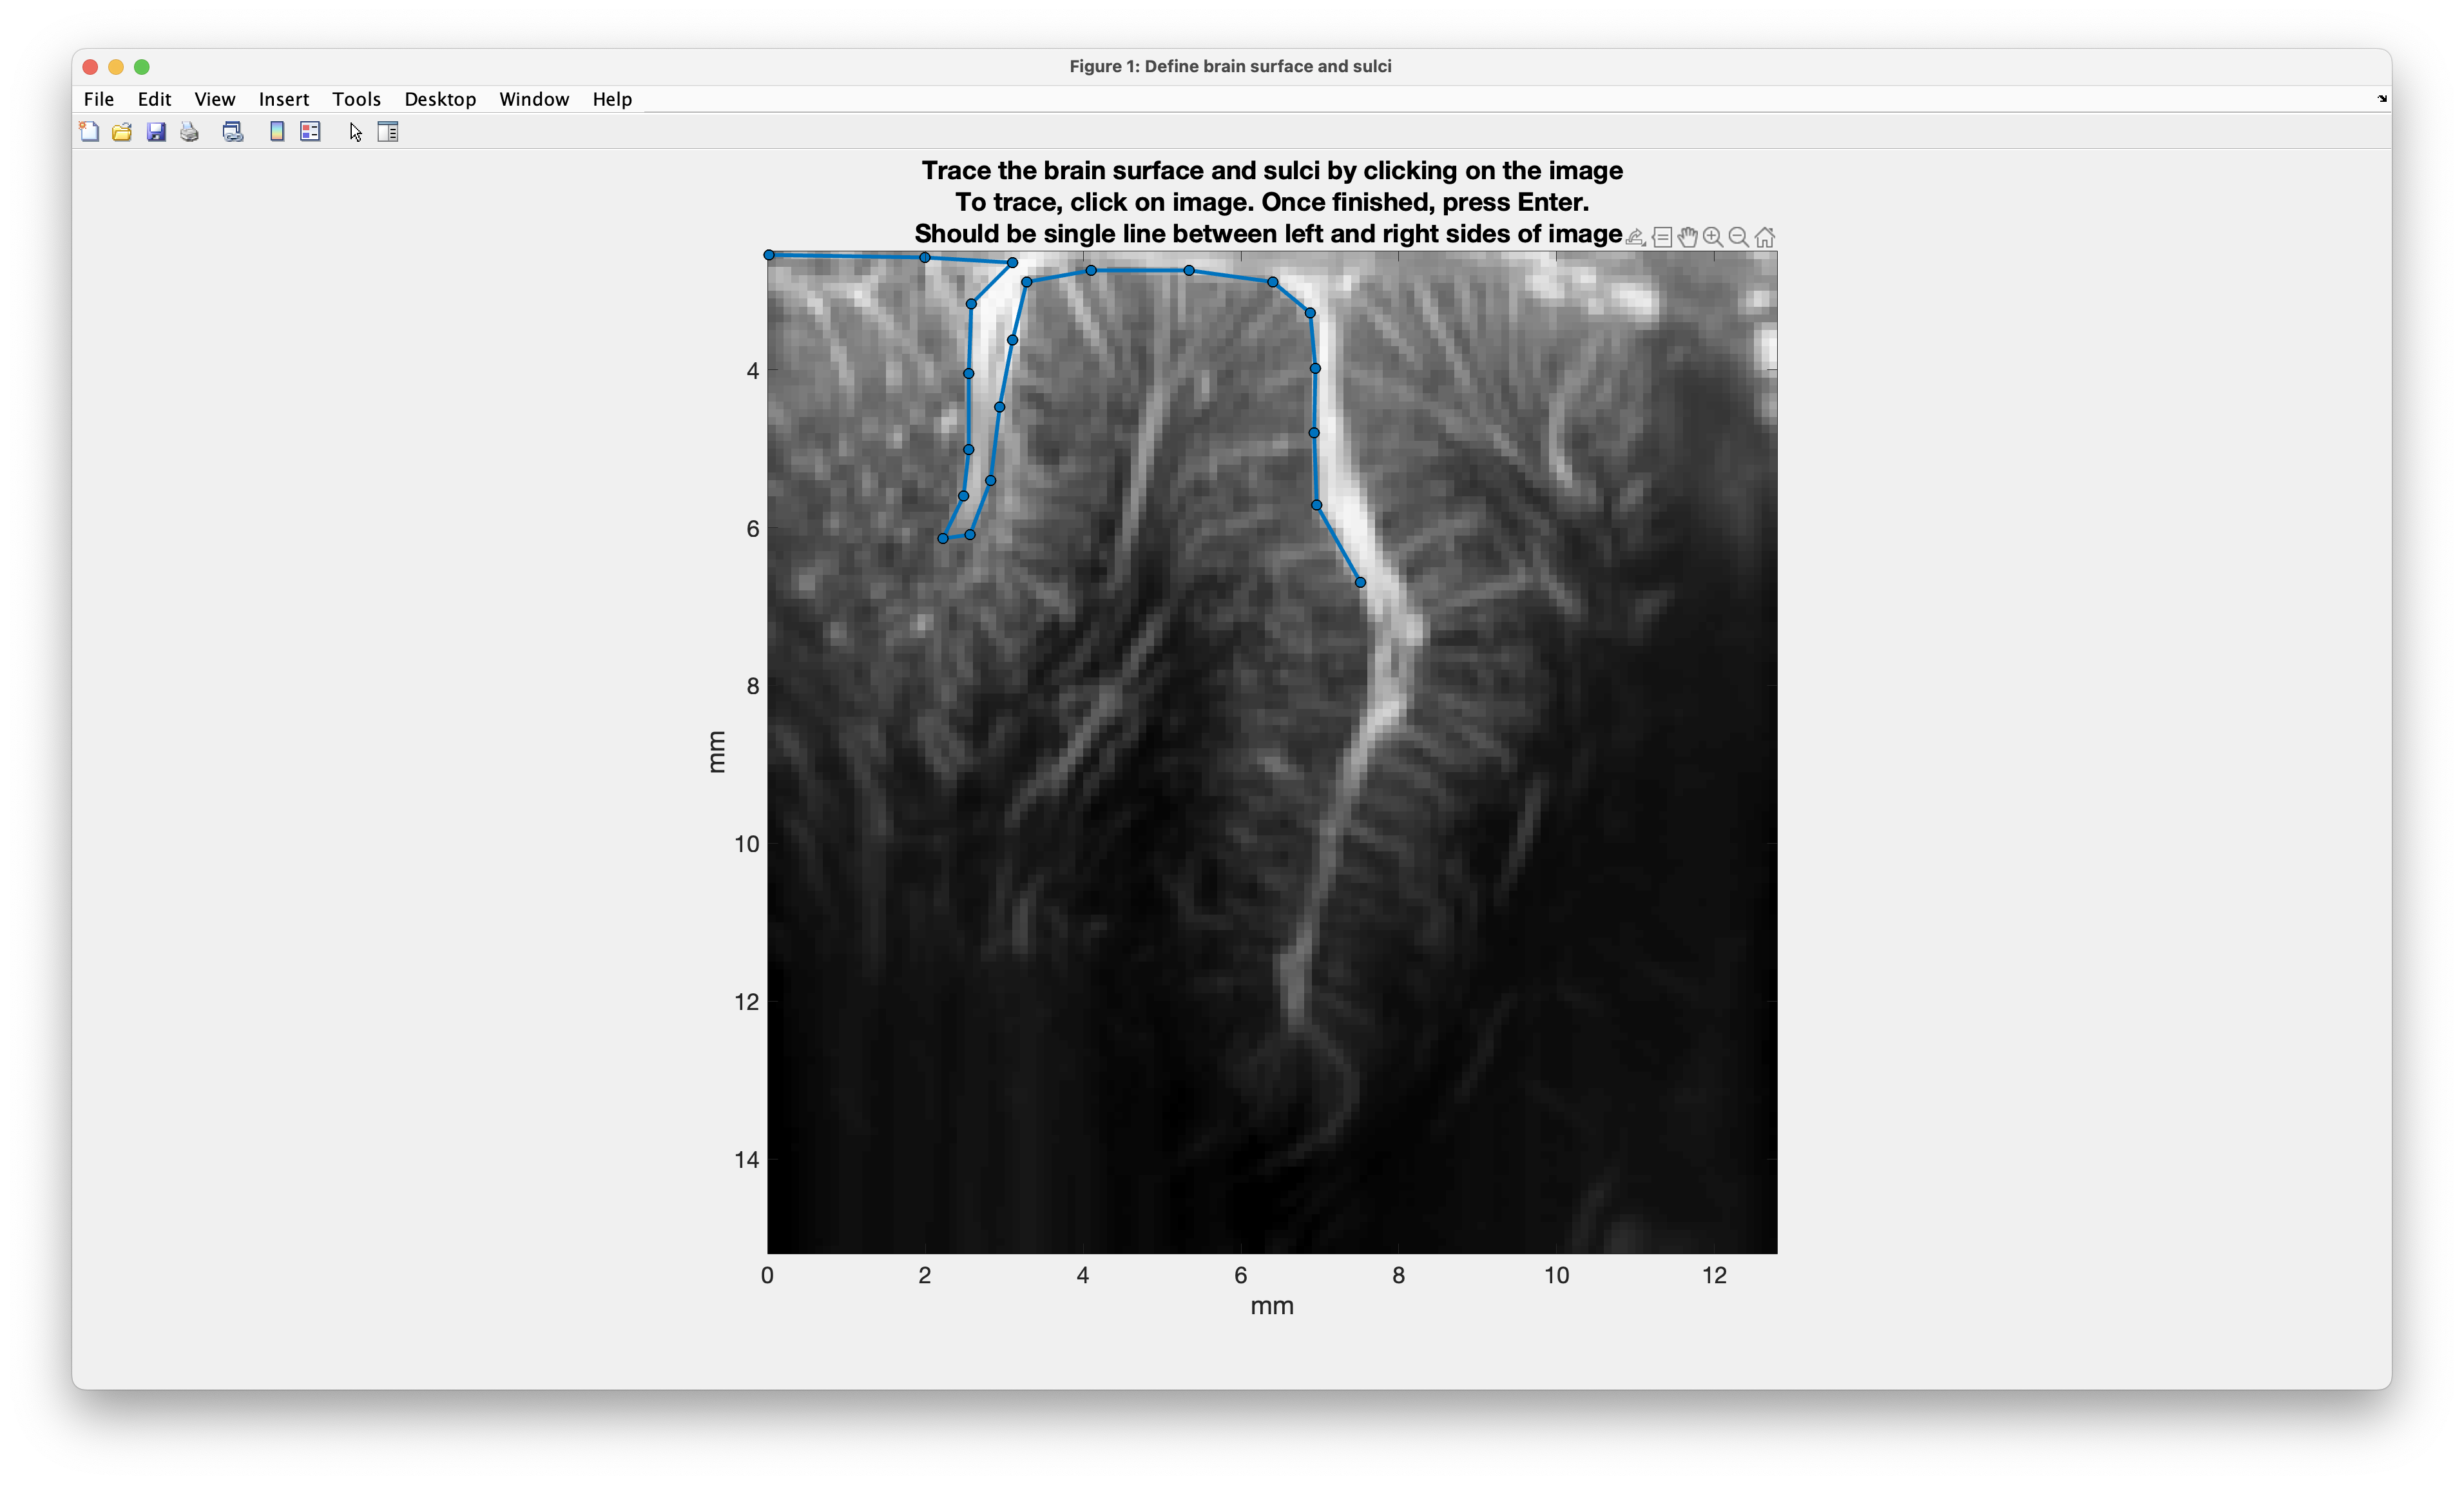 Figure 1: Define brain surface and sulci
File Edit View Insert Tools Desktop Window Help
Trace the brain surface and sulci by clicking on the image
To trace, click on image. Once finished, press Enter.
Should be single line between left and right sides of image
4
6
8
10
12
14
mm
0 2 4 6 8 10 12
mm